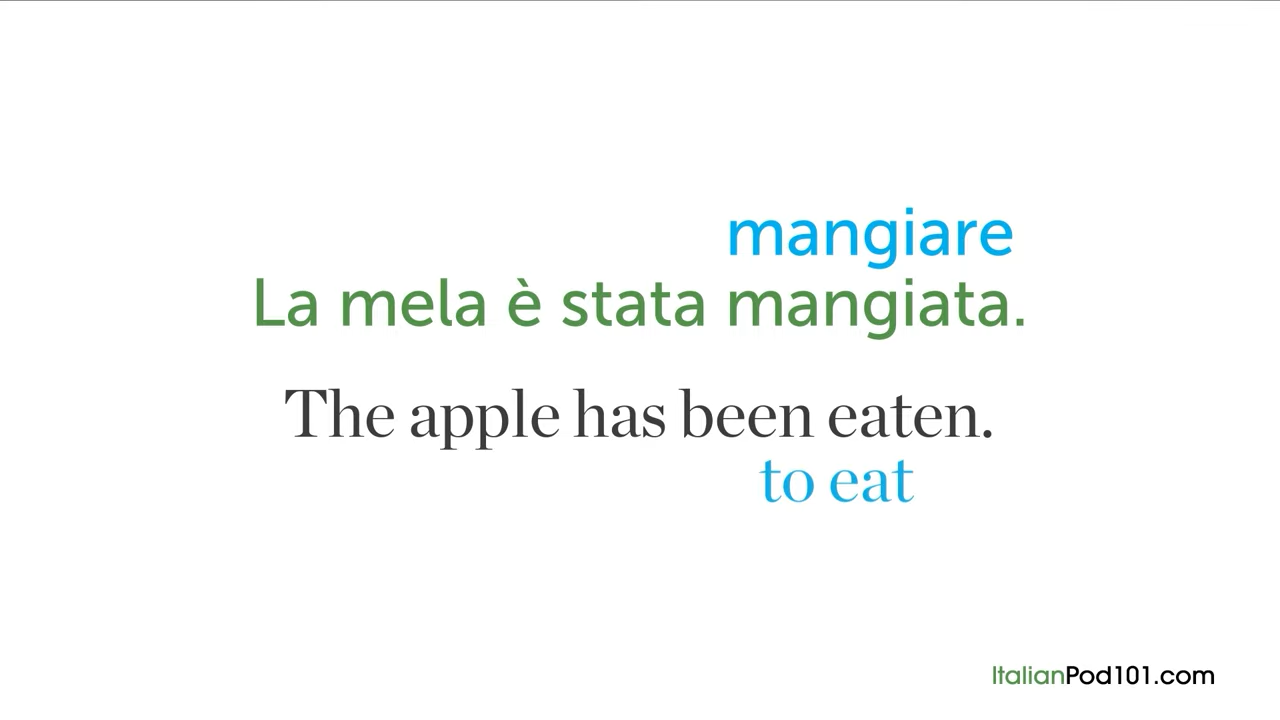 mangiare
La mela è stata mangiata.
The apple has been eaten.
to eat
ItalianPod101.com